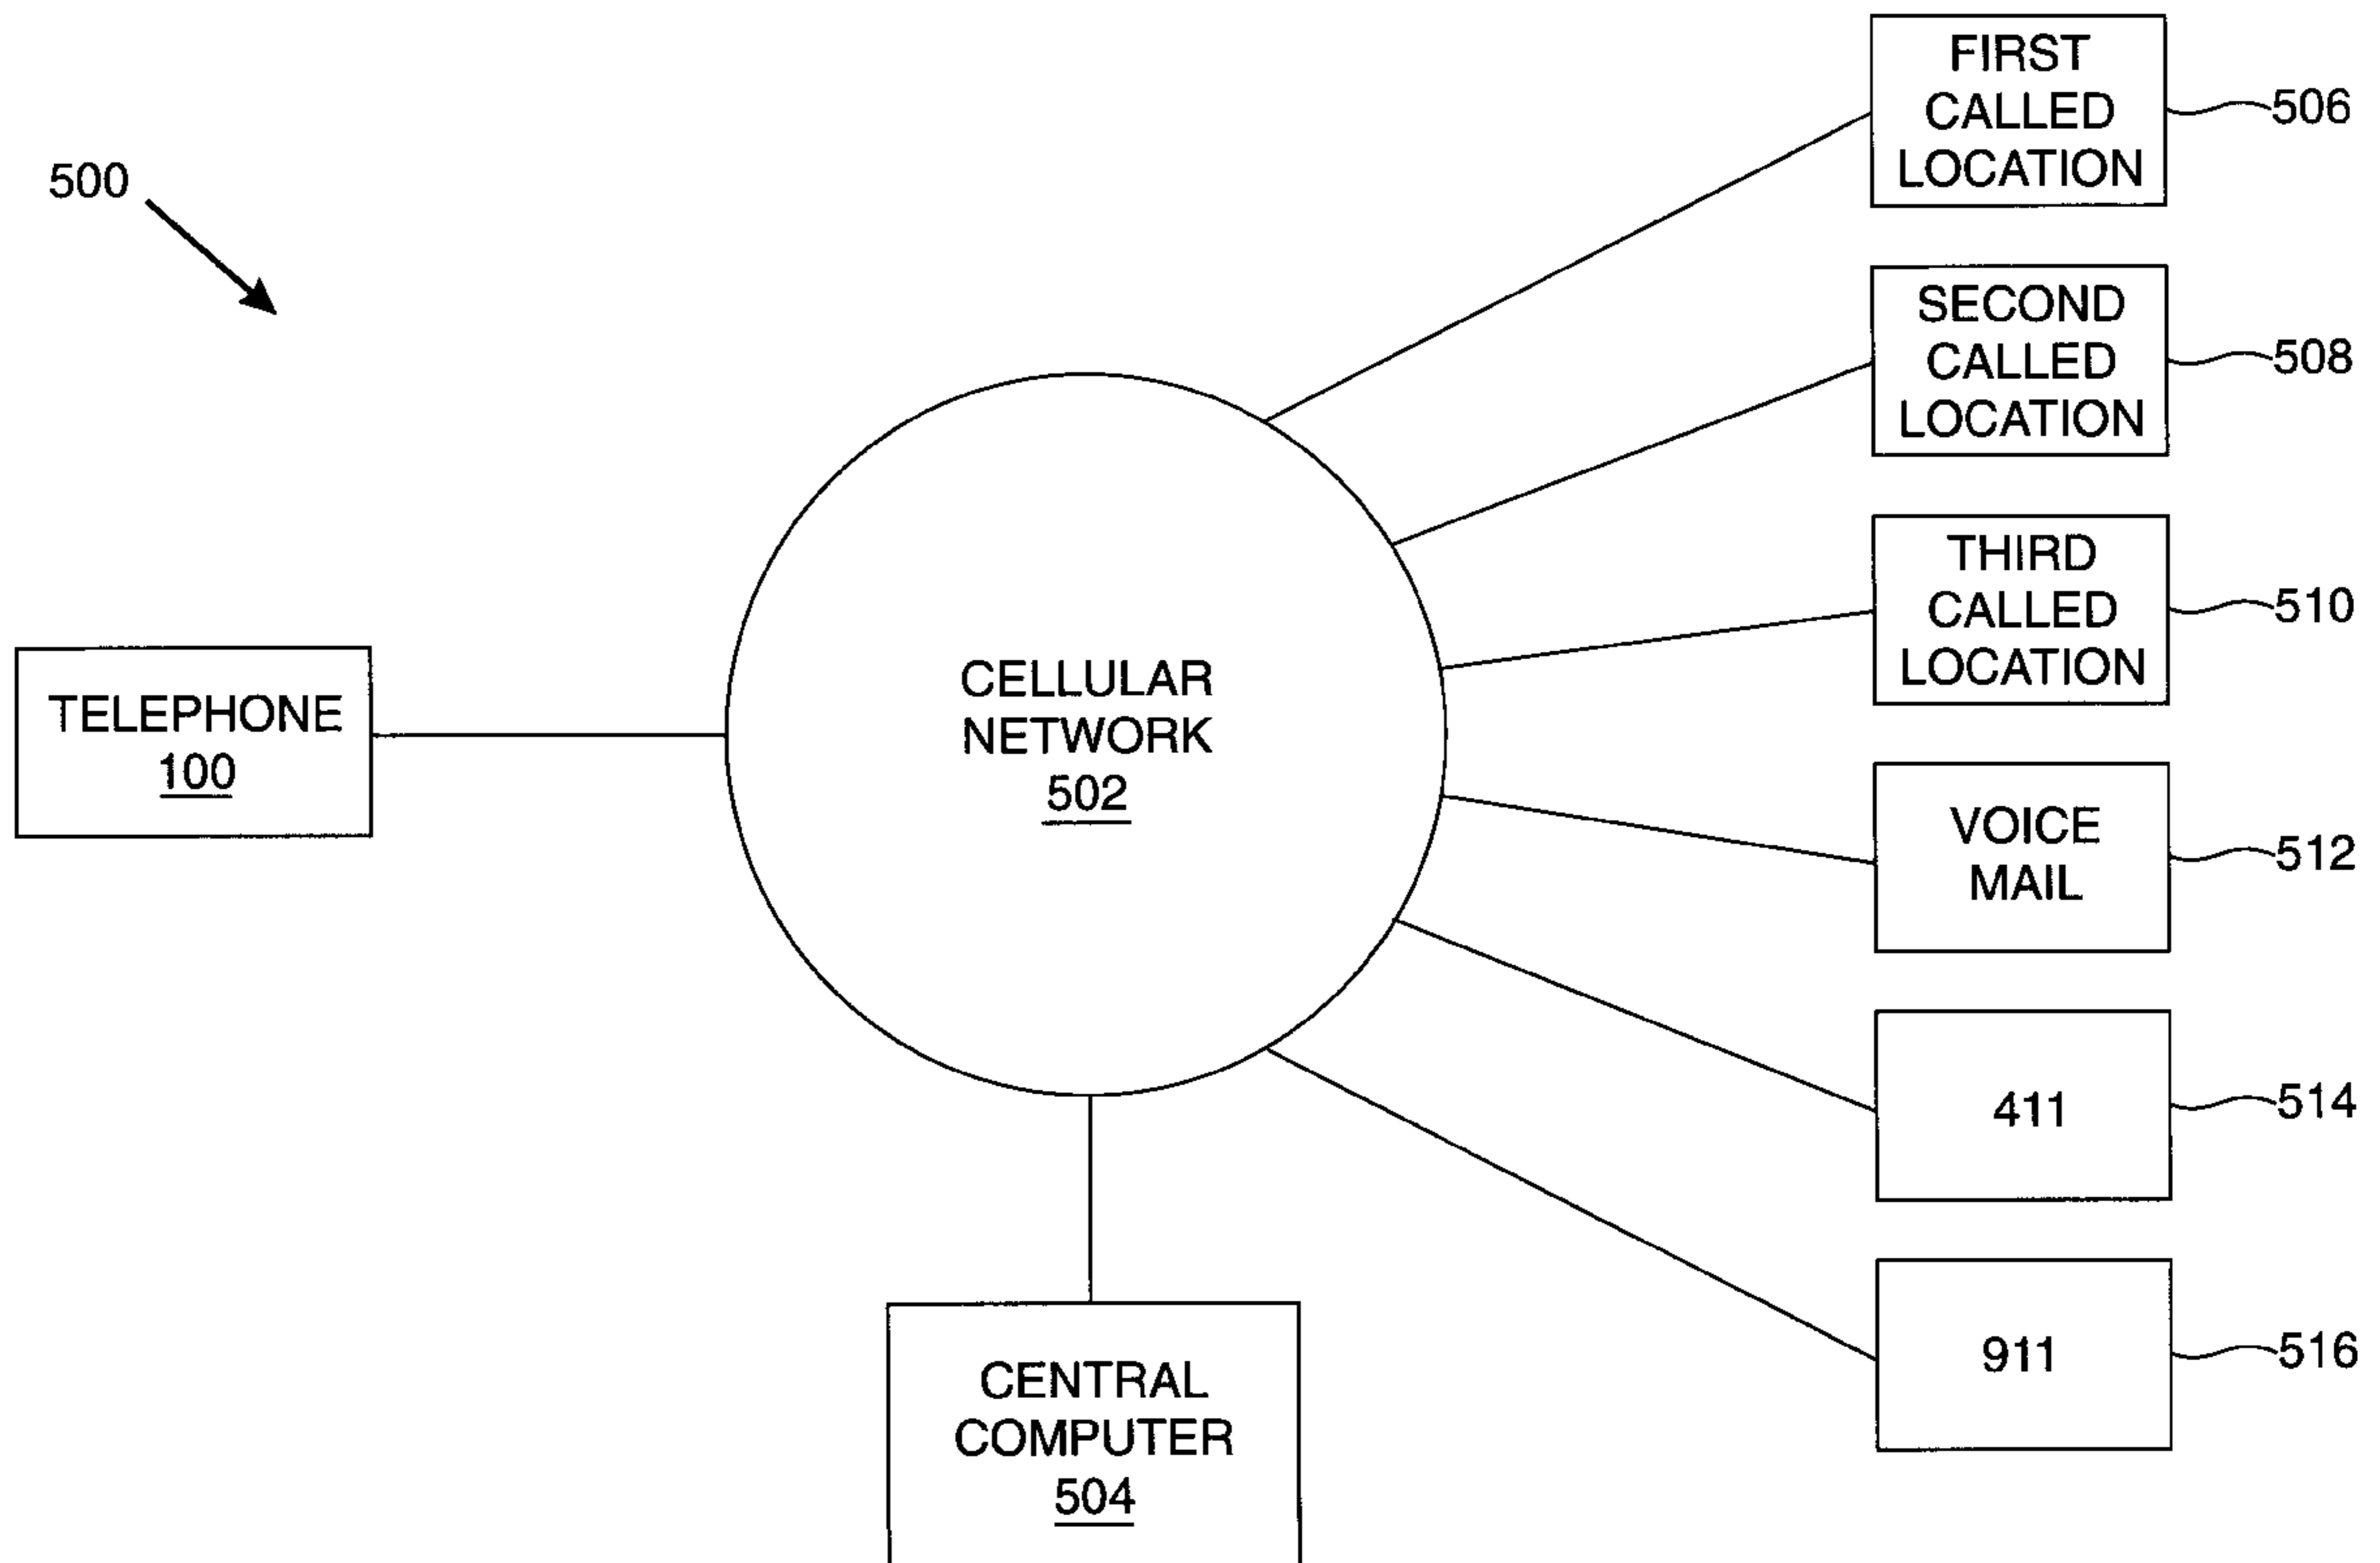 500
TELEPHONE
100
CELLULAR
NETWORK
502
CENTRAL
COMPUTER
504
FIRST
CALLED
LOCATION
506
SECOND
CALLED
LOCATION
508
THIRD
CALLED
LOCATION
510
VOICE
MAIL
512
411
514
911
516